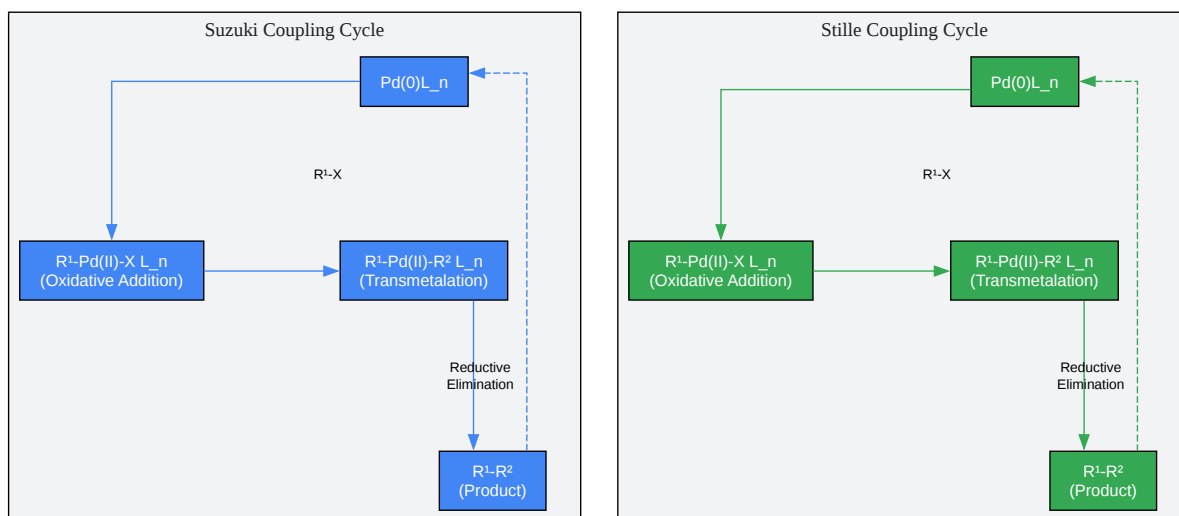 Suzuki Coupling Cycle
Pd(0)L_n
R¹-X
R¹-Pd(II)-X L_n
(Oxidative Addition)
R¹-Pd(II)-R² L_n
(Transmetalation)
Reductive
Elimination
R¹-R²
(Product)
Stille Coupling Cycle
Pd(0)L_n
R¹-X
R¹-Pd(II)-X L_n
(Oxidative Addition)
R¹-Pd(II)-R² L_n
(Transmetalation)
Reductive
Elimination
R¹-R²
(Product)